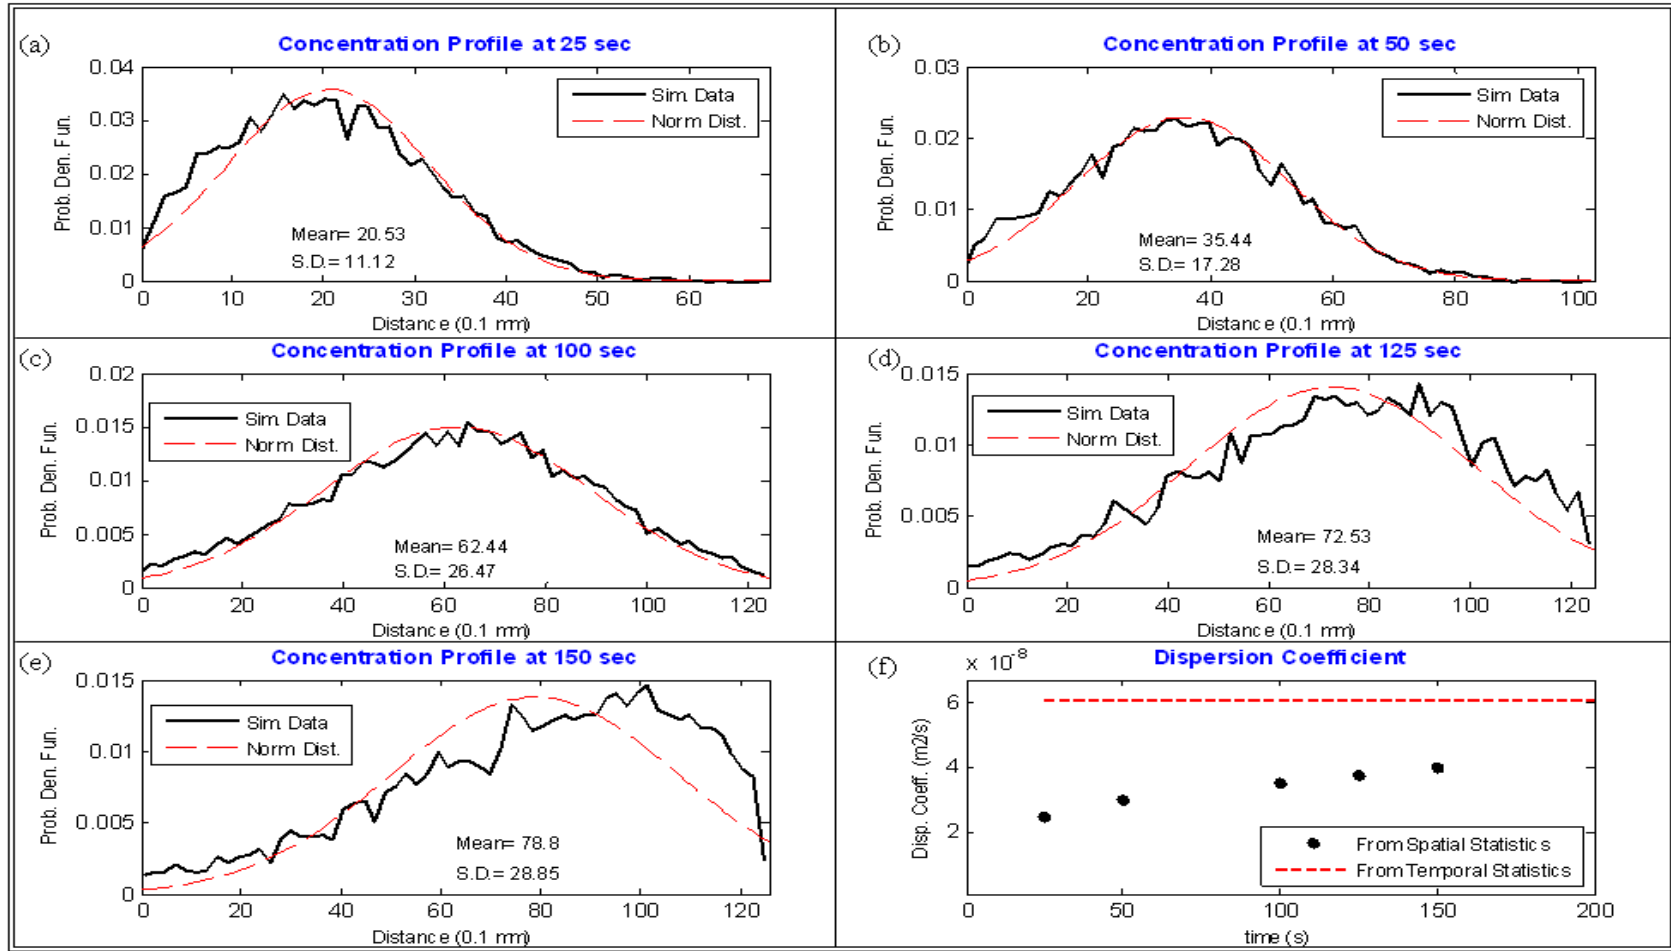 (a)
Concentration Profile at 25 sec
0.04
0.03
0.02
0.01
0
Prob. Den. Fun.
Sim. Data
Norm Dist.
Mean= 20.53
S.D.= 11.12
0 10 20 30 40 50 60
Distance (0.1 mm)
(b)
Concentration Profile at 50 sec
0.03
0.02
0.01
0
Prob. Den. Fun.
Sim. Data
Norm. Dist.
Mean= 35.44
S.D.= 17.28
0 20 40 60 80 100
Distance (0.1 mm)
(c)
Concentration Profile at 100 sec
0.02
0.015
0.01
0.005
0
Prob. Den. Fun.
Sim. Data
Norm Dist.
Mean= 62.44
S.D.= 26.47
0 20 40 60 80 100 120
Distance (0.1 mm)
(d)
Concentration Profile at 125 sec
0.015
0.01
0.005
0
Prob. Den. Fun.
Sim. Data
Norm Dist.
Mean= 72.53
S.D.= 28.34
0 20 40 60 80 100 120
Distance (0.1 mm)
(e)
Concentration Profile at 150 sec
0.015
0.01
0.005
0
Prob. Den. Fun.
Sim. Data
Norm Dist.
Mean= 78.8
S.D.= 28.85
0 20 40 60 80 100 120
Distance (0.1 mm)
(f)
× 10-8
Dispersion Coefficient
6
4
2
Disp. Coeff. (m2/s)
From Spatial Statistics
From Temporal Statistics
0 50 100 150 200
time (s)